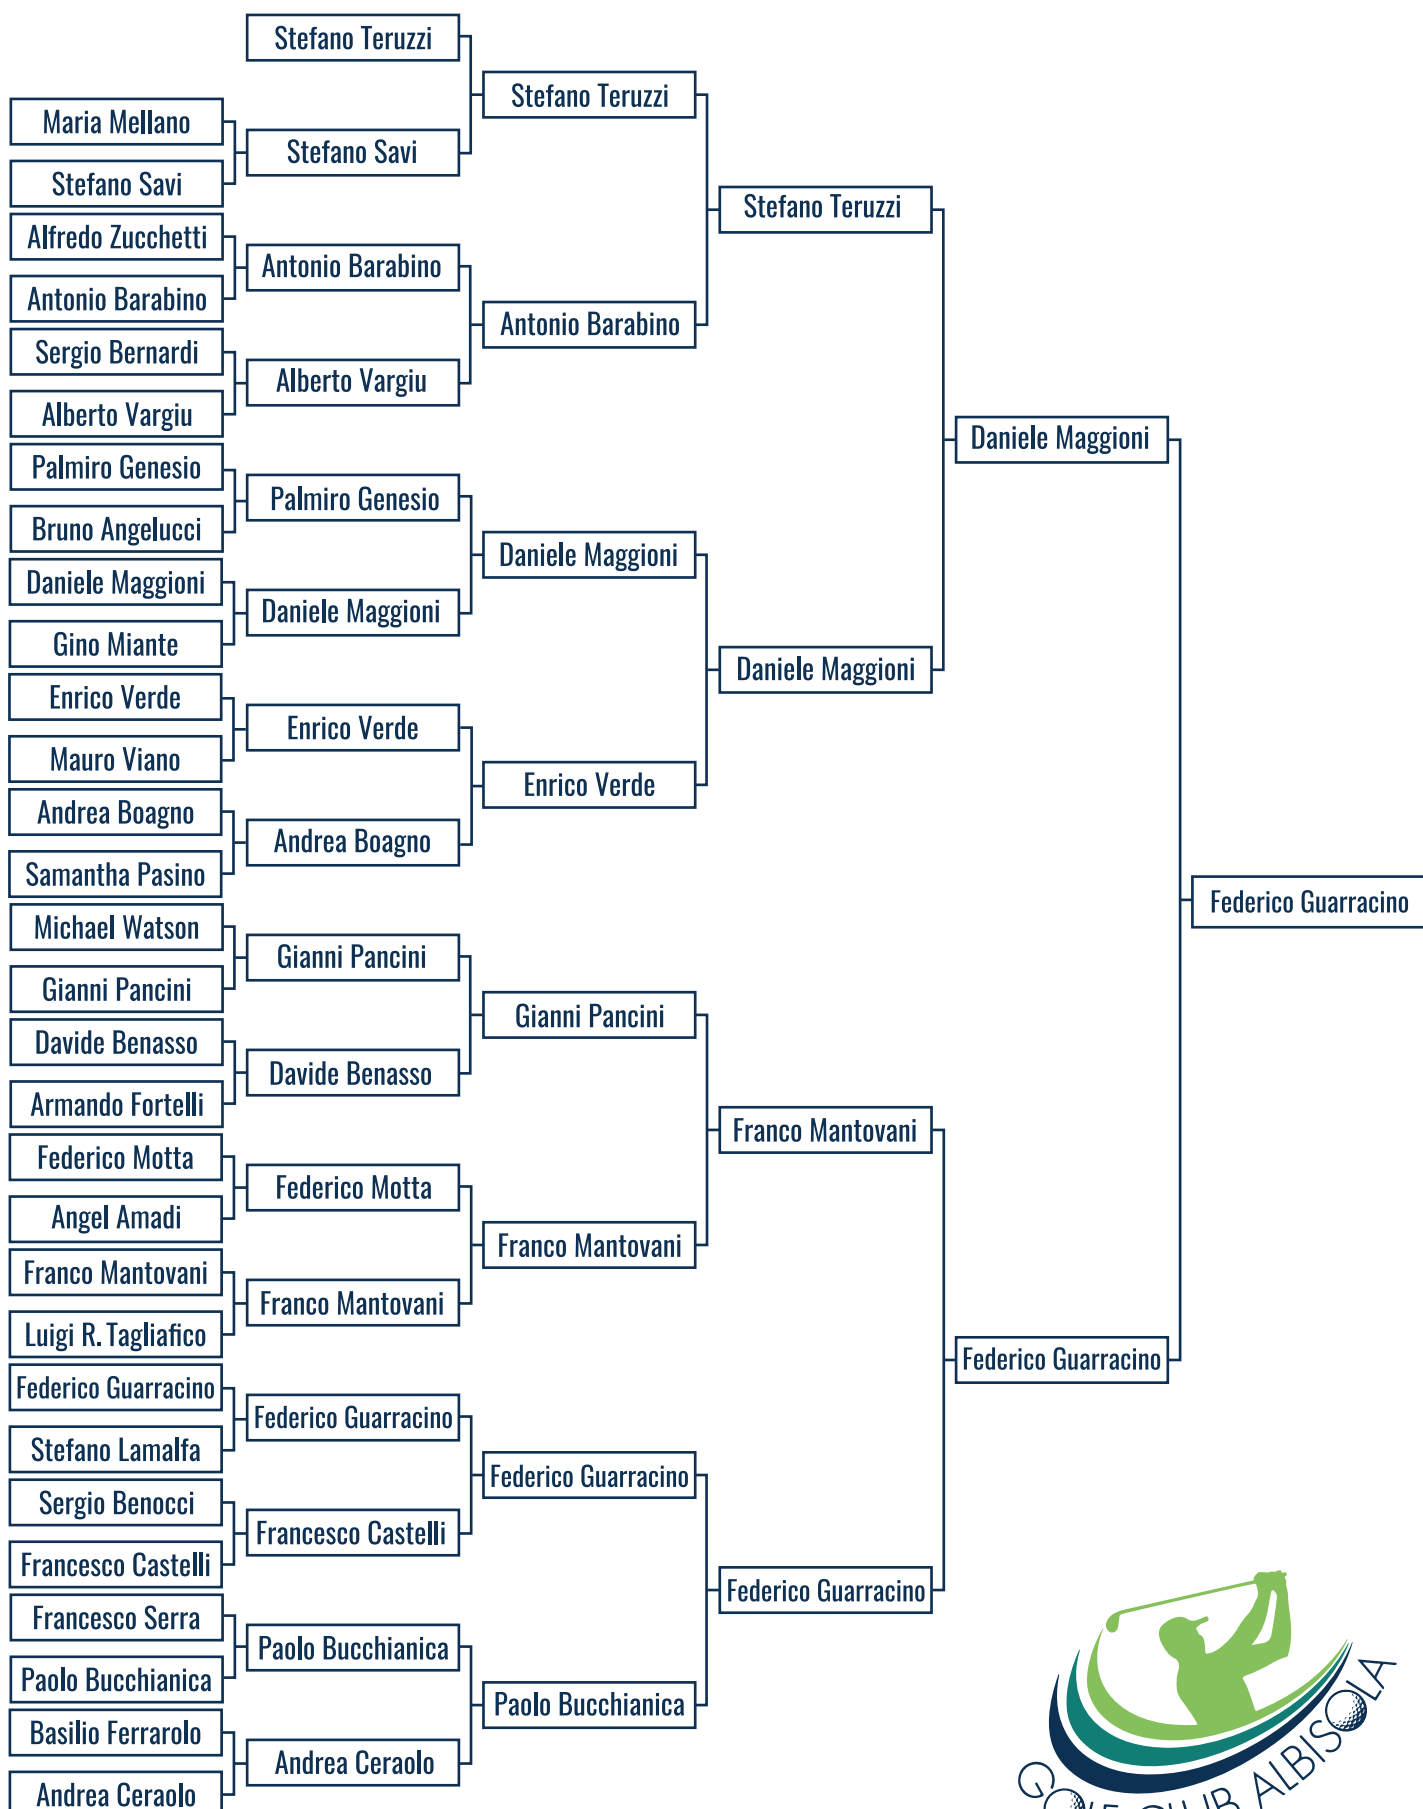 Stefano Teruzzi
Maria Mellano
Stefano Savi
Alfredo Zucchetti
Antonio Barabino
Sergio Bernardi
Alberto Vargiu
Palmiro Genesio
Bruno Angelucci
Daniele Maggioni
Gino Miante
Enrico Verde
Mauro Viano
Andrea Boagno
Samantha Pasino
Michael Watson
Gianni Pancini
Davide Benasso
Armando Fortelli
Federico Motta
Angel Amadi
Franco Mantovani
Luigi R. Tagliafico
Federico Guarracino
Stefano Lamalfa
Sergio Benocci
Francesco Castelli
Francesco Serra
Paolo Bucchianica
Basilio Ferrarolo
Andrea Ceraolo
Stefano Savi
Antonio Barabino
Alberto Vargiu
Palmiro Genesio
Daniele Maggioni
Enrico Verde
Andrea Boagno
Gianni Pancini
Davide Benasso
Federico Motta
Franco Mantovani
Federico Guarracino
Francesco Castelli
Paolo Bucchianica
Andrea Ceraolo
Stefano Teruzzi
Antonio Barabino
Daniele Maggioni
Enrico Verde
Gianni Pancini
Franco Mantovani
Federico Guarracino
Paolo Bucchianica
Stefano Teruzzi
Daniele Maggioni
Franco Mantovani
Federico Guarracino
Daniele Maggioni
Federico Guarracino
Federico Guarracino
GOLF CLUB ALBISOLA